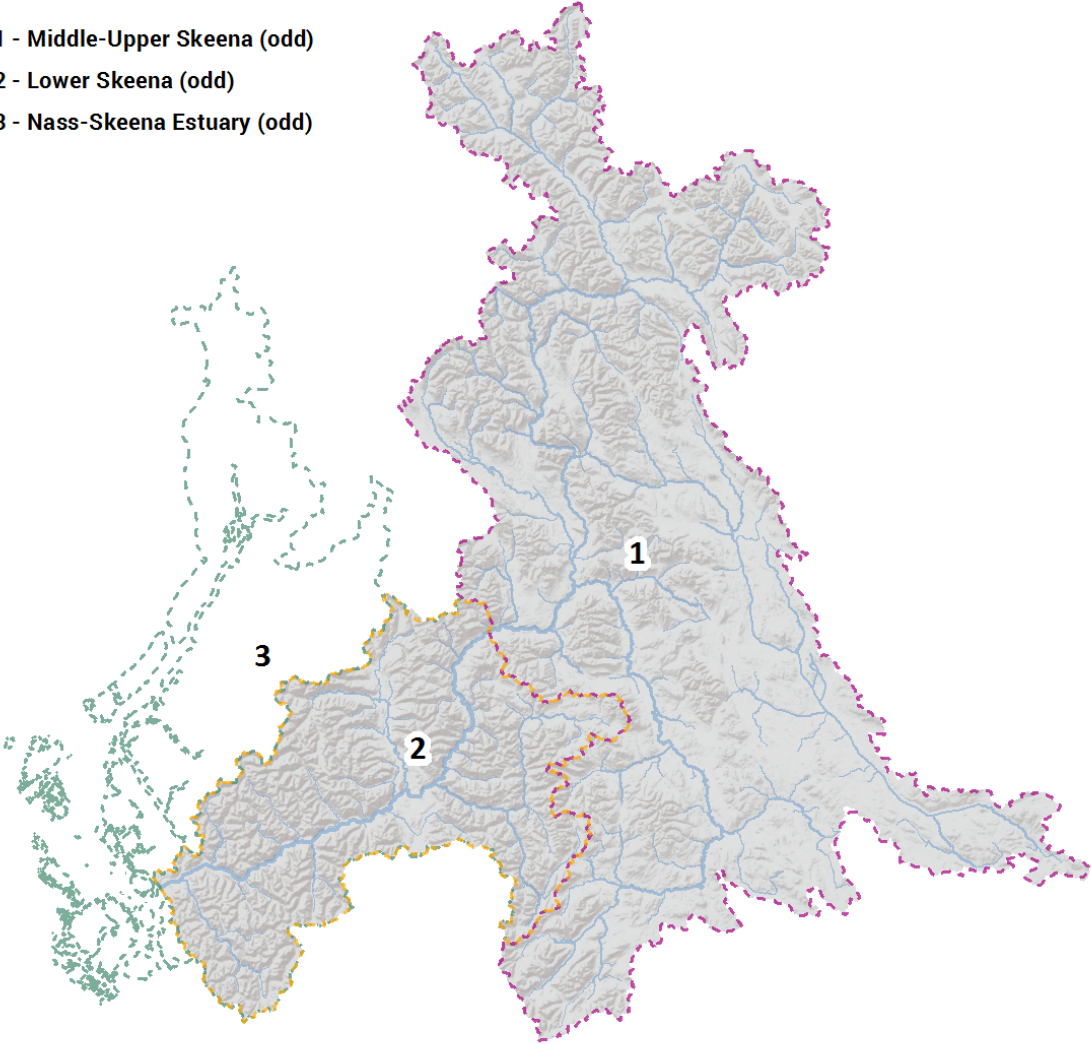 1 - Middle-Upper Skeena (odd)
2 - Lower Skeena (odd)
3 - Nass-Skeena Estuary (odd)
1
3
2